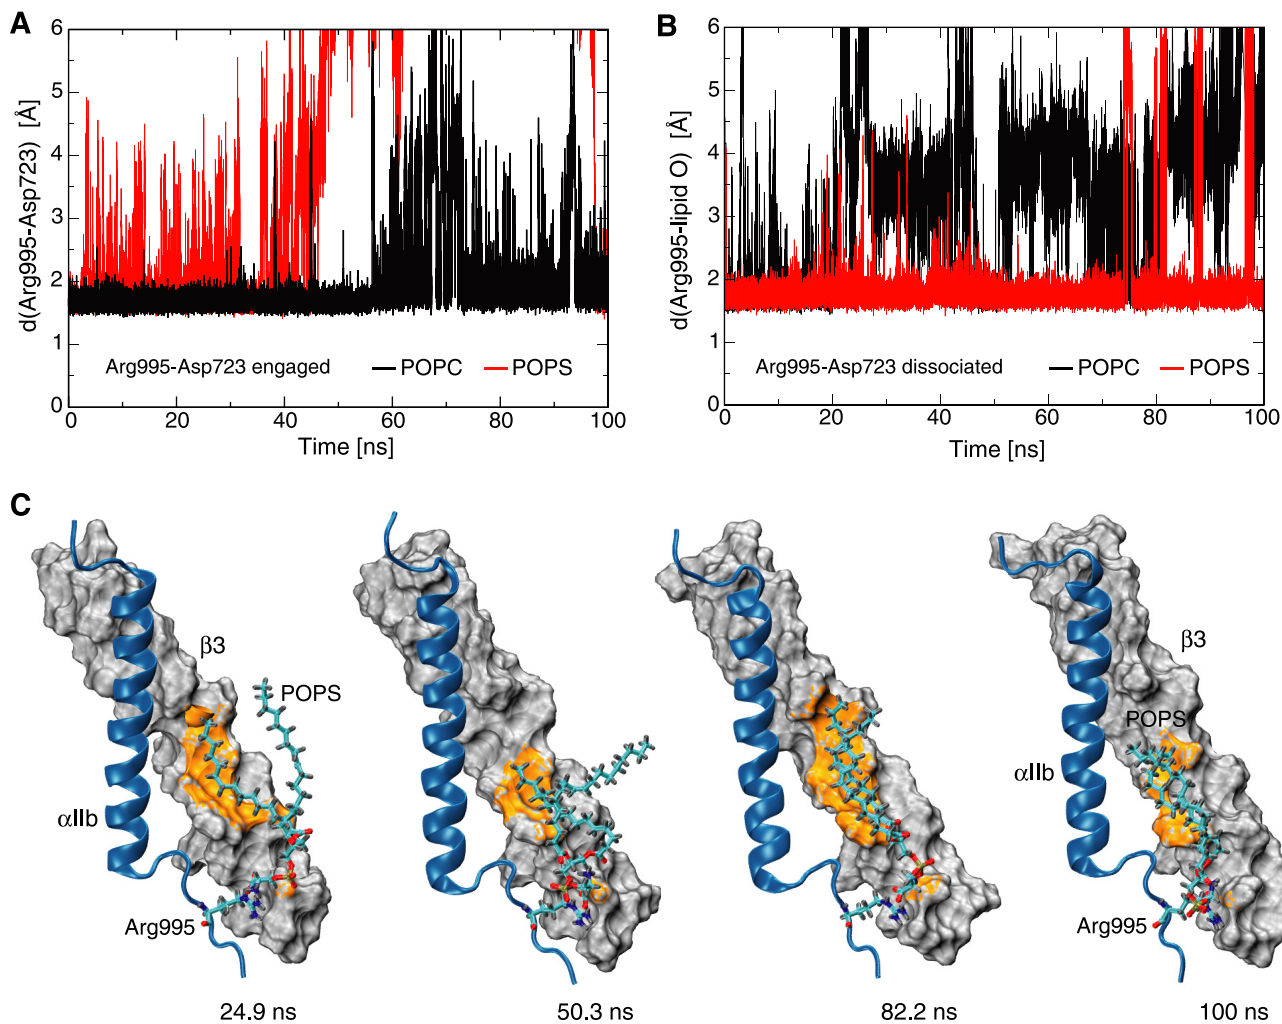 A
d(Arg995-Asp723) [Å]
6
5
4
3
2
1
0
Arg995-Asp723 engaged
POPC
POPS
0 20 40 60 80 100
Time [ns]
B
d(Arg995-lipid O) [Å]
6
5
4
3
2
1
0
Arg995-Asp723 dissociated
POPC
POPS
0 20 40 60 80 100
Time [ns]
C
β3
POPS
αIIb
Arg995
24.9 ns
50.3 ns
82.2 ns
β3
POPS
αIIb
Arg995
100 ns